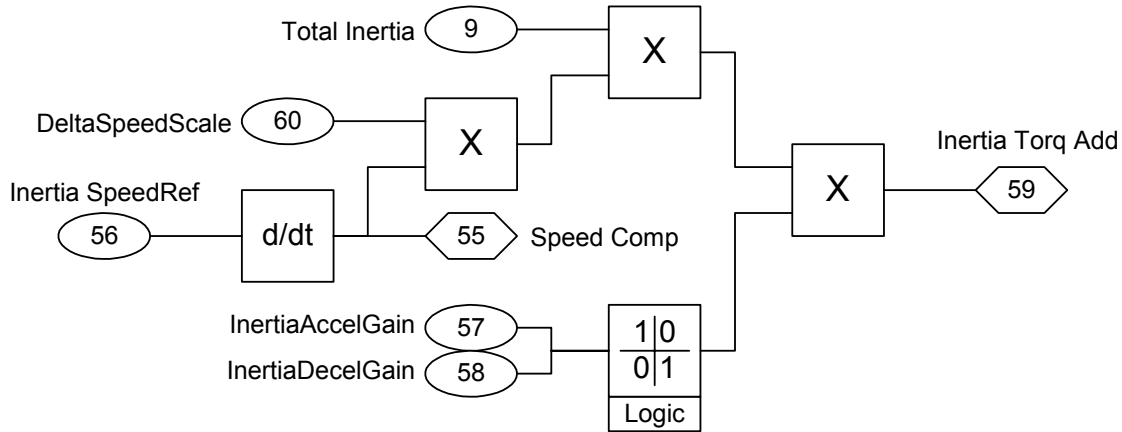 Total Inertia 9 X
DeltaSpeedScale 60 X
Inertia Torq Add
X 59
Inertia SpeedRef
56 d/dt 55 Speed Comp
InertiaAccelGain 57
1 0
InertiaDecelGain 58
0 1
Logic